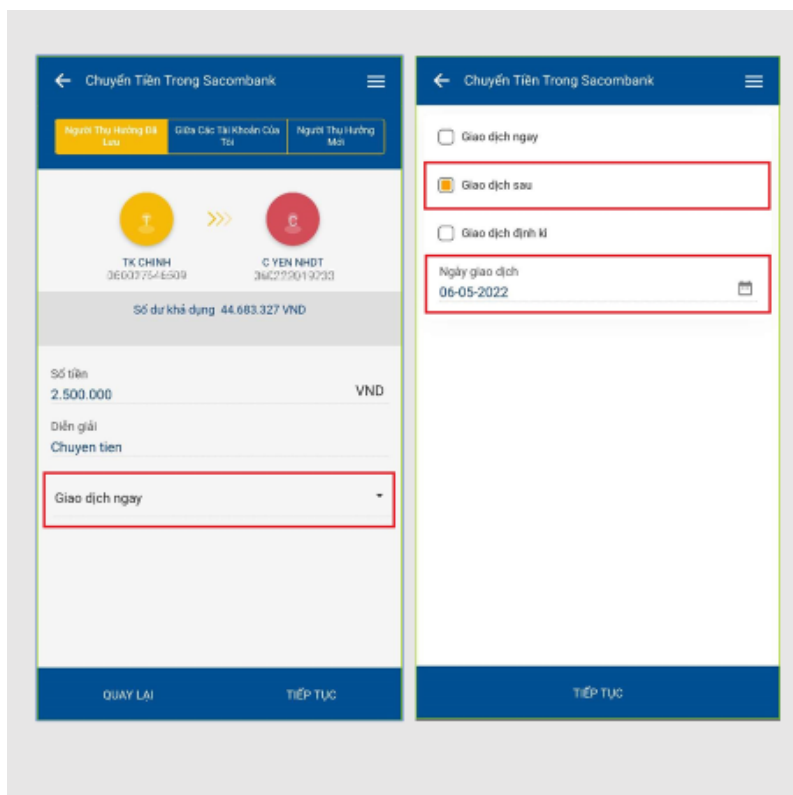 Chuyển Tiền Trong Sacombank
Người Thụ Hưởng Đã Lưu
Giữa Các Tài Khoản Của Tôi
Người Thụ Hưởng Mới
T
C
TK CHINH
C YEN NHDT
Số dư khả dụng 44.683.327 VND
Số tiền
2.500.000 VND
Diễn giải
Chuyen tien
Giao dịch ngay
QUAY LẠI
TIẾP TỤC
Chuyển Tiền Trong Sacombank
Giao dịch ngay
Giao dịch sau
Giao dịch định kì
Ngày giao dịch
06-05-2022
TIẾP TỤC